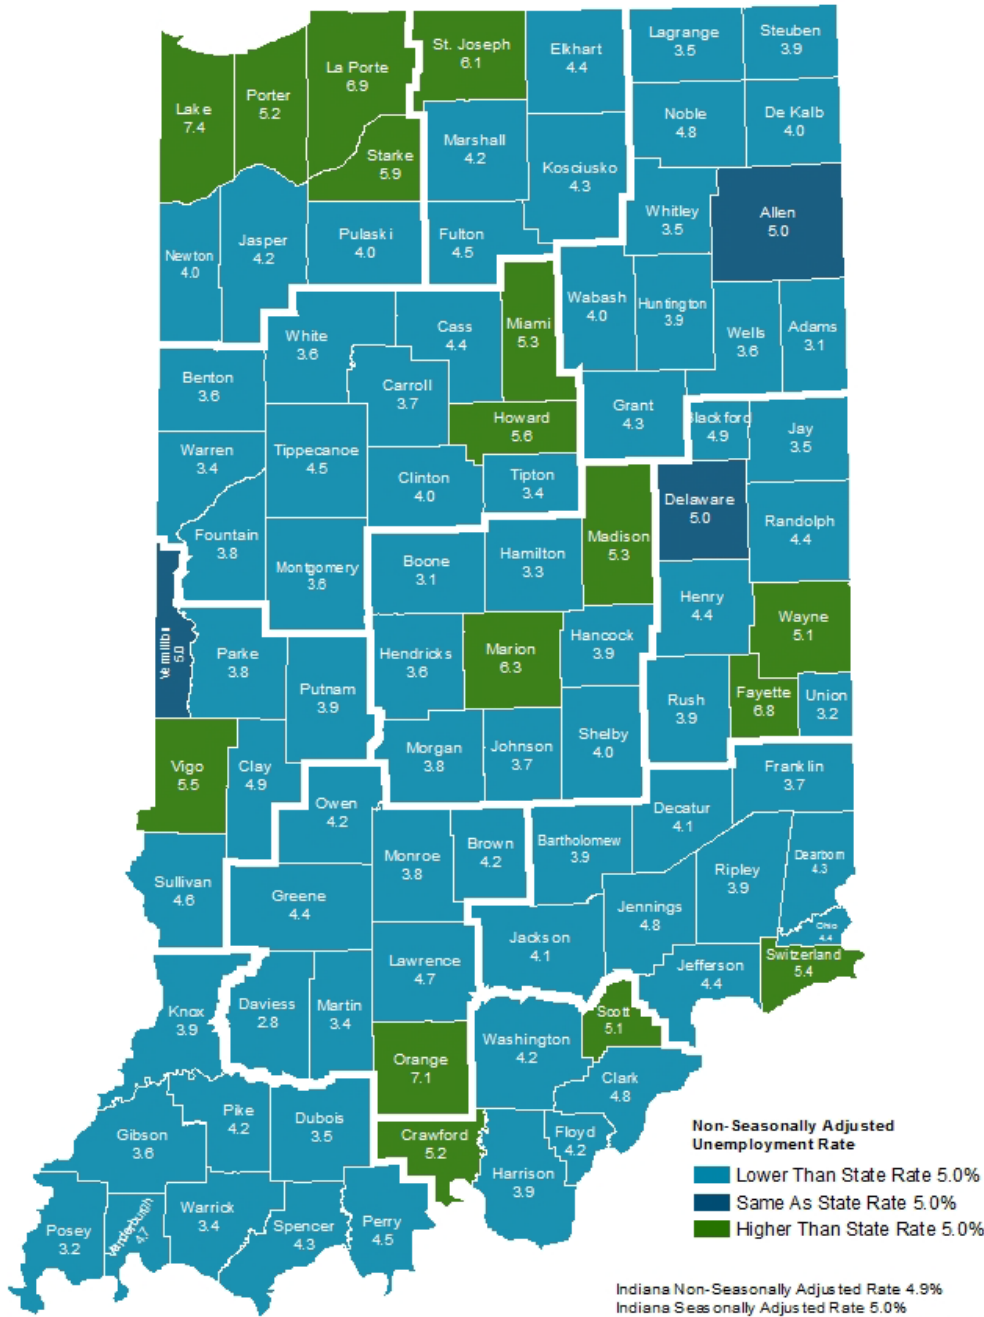 Lake
7.4
Porter
5.2
La Porte
6.9
St. Joseph
6.1
Elkhart
4.4
Lagrange
3.5
Steuben
3.9
Starke
5.9
Marshall
4.2
Kosciusko
4.3
Noble
4.8
De Kalb
4.0
Newton
4.0
Jasper
4.2
Pulaski
4.0
Fulton
4.5
Whitley
3.5
Allen
5.0
White
3.6
Cass
4.4
Miami
5.3
Wabash
4.0
Huntington
3.9
Wells
3.6
Adams
3.1
Benton
3.6
Carroll
3.7
Howard
5.6
Grant
4.3
Blackford
4.9
Jay
3.5
Warren
3.4
Tippecanoe
4.5
Clinton
4.0
Tipton
3.4
Madison
5.3
Delaware
5.0
Randolph
4.4
Fountain
3.8
Montgomery
3.6
Boone
3.1
Hamilton
3.3
Henry
4.4
Wayne
5.1
Vermillion
5.0
Parke
3.8
Putnam
3.9
Hendricks
3.6
Marion
6.3
Hancock
3.9
Rush
3.9
Fayette
6.8
Union
3.2
Vigo
5.5
Clay
4.9
Morgan
3.8
Johnson
3.7
Shelby
4.0
Franklin
3.7
Owen
4.2
Monroe
3.8
Brown
4.2
Bartholomew
3.9
Decatur
4.1
Ripley
3.9
Dearborn
4.3
Sullivan
4.6
Greene
4.4
Jackson
4.1
Jennings
4.8
Ohio
4.4
Lawrence
4.7
Jefferson
4.4
Switzerland
5.4
Knox
3.9
Daviess
2.8
Martin
3.4
Orange
7.1
Washington
4.2
Scott
5.1
Clark
4.8
Gibson
3.6
Pike
4.2
Dubois
3.5
Crawford
5.2
Harrison
3.9
Floyd
4.2
Posey
3.2
Vanderburgh
4.7
Warrick
3.4
Spencer
4.3
Perry
4.5
Non-Seasonally Adjusted
Unemployment Rate
Lower Than State Rate 5.0%
Same As State Rate 5.0%
Higher Than State Rate 5.0%
Indiana Non-Seasonally Adjusted Rate 4.9%
Indiana Seasonally Adjusted Rate 5.0%